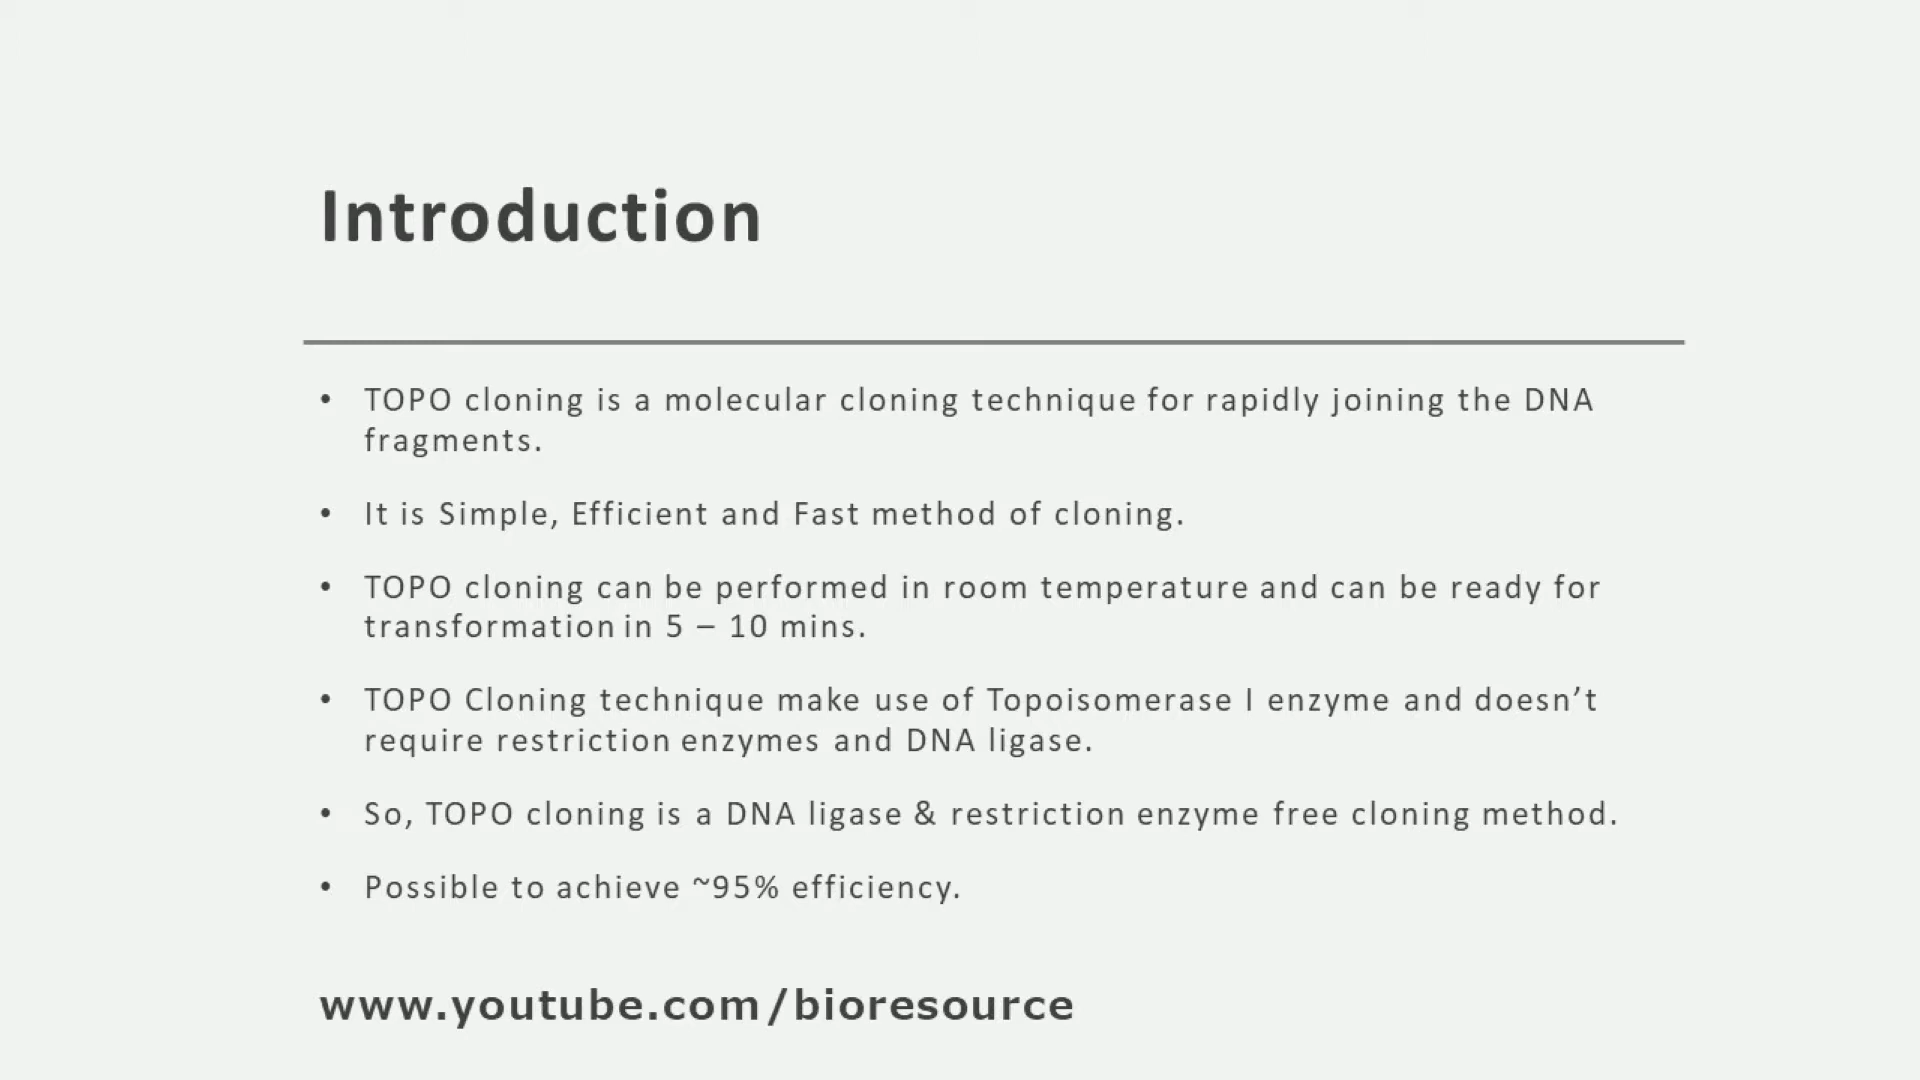 Introduction
• TOPO cloning is a molecular cloning technique for rapidly joining the DNA
fragments.
• It is Simple, Efficient and Fast method of cloning.
• TOPO cloning can be performed in room temperature and can be ready for
transformation in 5 – 10 mins.
• TOPO Cloning technique make use of Topoisomerase I enzyme and doesn’t
require restriction enzymes and DNA ligase.
• So, TOPO cloning is a DNA ligase & restriction enzyme free cloning method.
• Possible to achieve ~95% efficiency.
www.youtube.com/bioresource